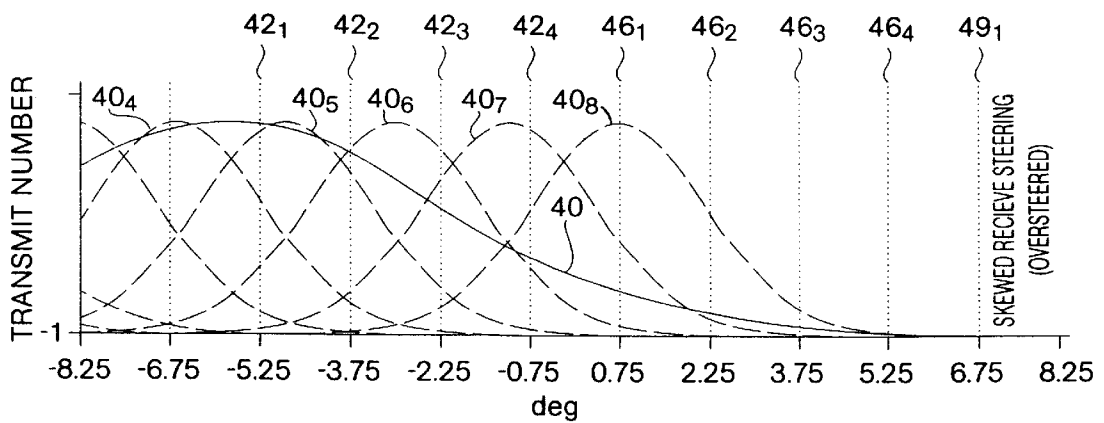 42₁ 42₂ 42₃ 42₄ 46₁ 46₂ 46₃ 46₄ 49₁
40₄ 40₅ 40₆ 40₇ 40₈
40
TRANSMIT NUMBER
-1
SKEWED RECIEVE STEERING
(OVERSTEERED)
-8.25 -6.75 -5.25 -3.75 -2.25 -0.75 0.75 2.25 3.75 5.25 6.75 8.25
deg